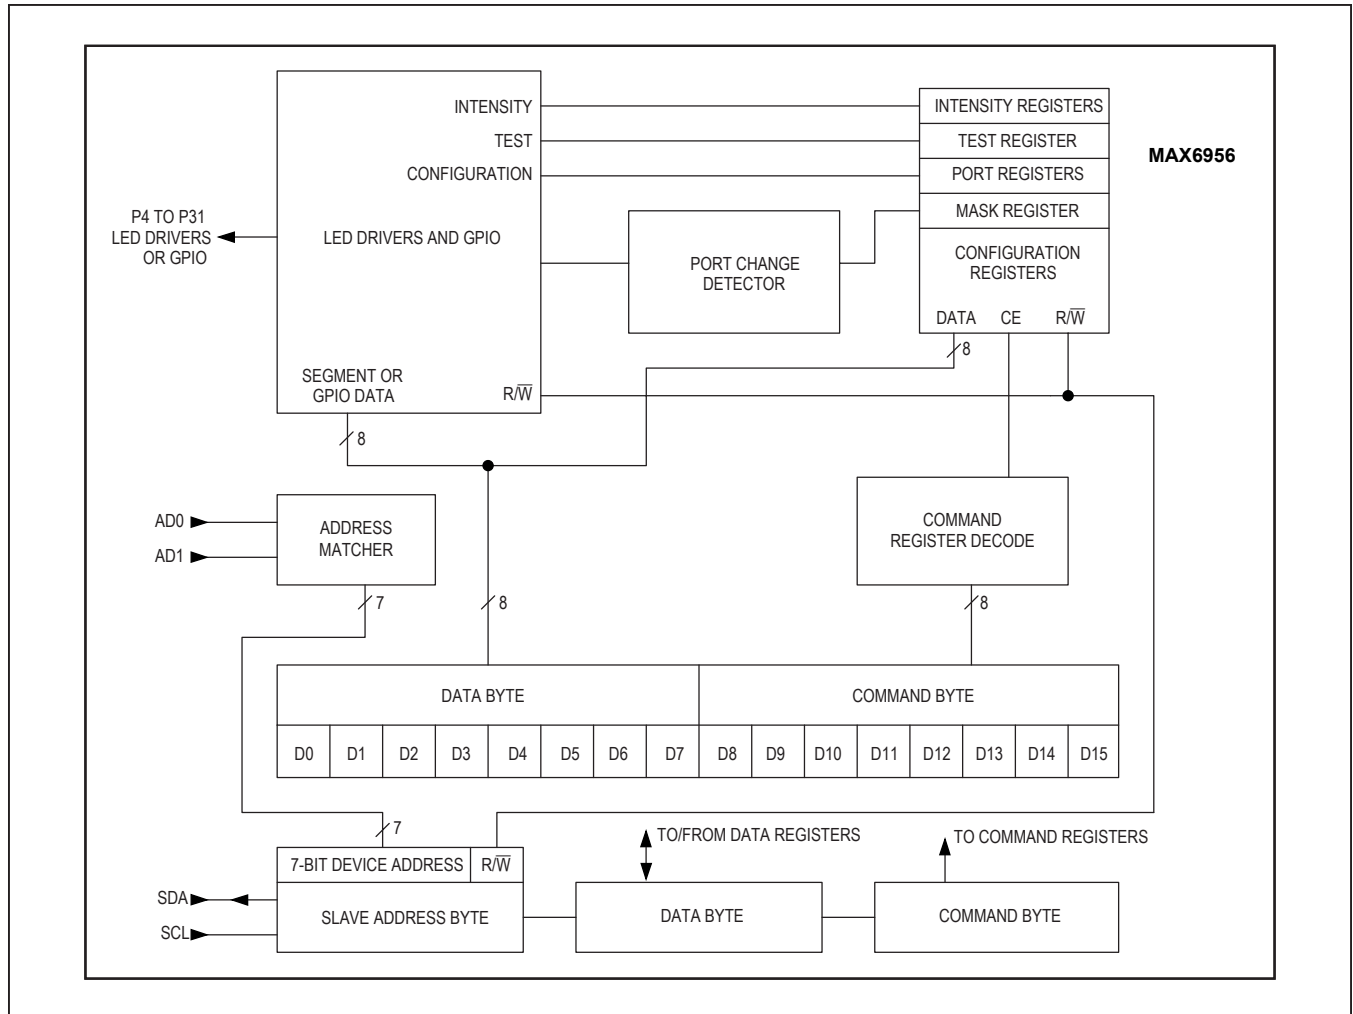 INTENSITY
TEST
CONFIGURATION
LED DRIVERS AND GPIO
SEGMENT OR
GPIO DATA
R/W̅
P4 TO P31
LED DRIVERS
OR GPIO
PORT CHANGE
DETECTOR
INTENSITY REGISTERS
TEST REGISTER
PORT REGISTERS
MASK REGISTER
CONFIGURATION
REGISTERS
DATA CE R/W̅
MAX6956
8
8
AD0
AD1
ADDRESS
MATCHER
COMMAND
REGISTER DECODE
7
8
8
DATA BYTE COMMAND BYTE
D0 D1 D2 D3 D4 D5 D6 D7 D8 D9 D10 D11 D12 D13 D14 D15
7
TO/FROM DATA REGISTERS
TO COMMAND REGISTERS
7-BIT DEVICE ADDRESS R/W̅
SDA
SCL
SLAVE ADDRESS BYTE
DATA BYTE
COMMAND BYTE